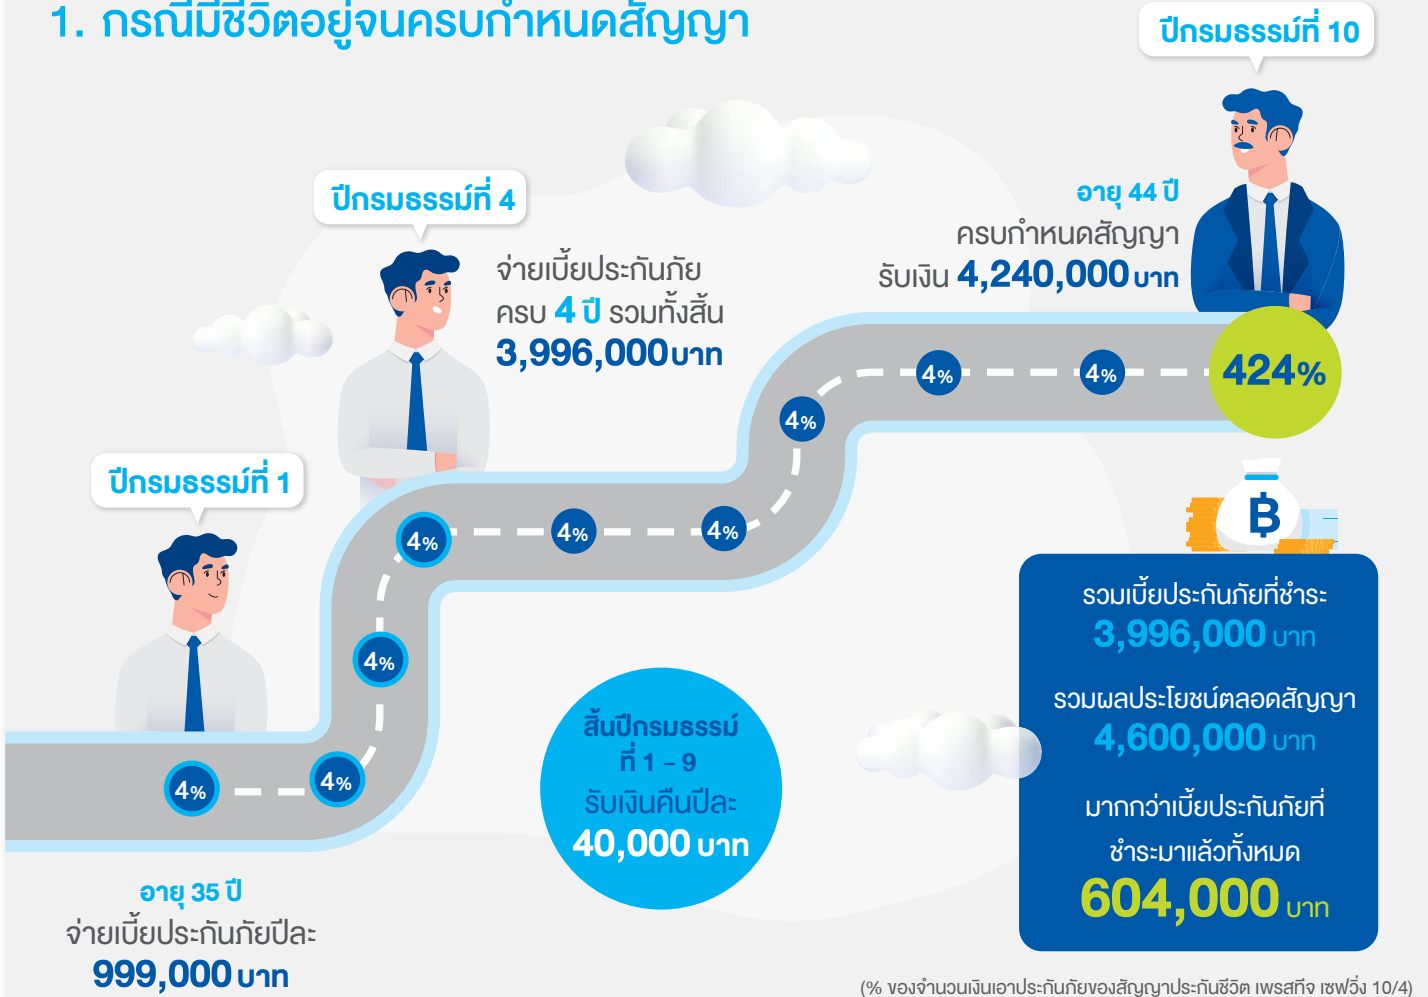 1. กรณีมีชีวิตอยู่จนครบกำหนดสัญญา
ปีกรมธรรม์ที่ 10
ปีกรมธรรม์ที่ 4
จ่ายเบี้ยประกันภัย
ครบ 4 ปี รวมทั้งสิ้น
3,996,000 บาท
อายุ 44 ปี
ครบกำหนดสัญญา
รับเงิน 4,240,000 บาท
4%
4%
4%
424%
ปีกรมธรรม์ที่ 1
4%
4%
4%
4%
4%
4%
฿
สิ้นปีกรมธรรม์
ที่ 1 - 9
รับเงินคืนปีละ
40,000 บาท
รวมเบี้ยประกันภัยที่ชำระ
3,996,000 บาท
รวมผลประโยชน์ตลอดสัญญา
4,600,000 บาท
มากกว่าเบี้ยประกันภัยที่
ชำระมาแล้วทั้งหมด
604,000 บาท
อายุ 35 ปี
จ่ายเบี้ยประกันภัยปีละ
999,000 บาท
(% ของจำนวนเงินเอาประกันภัยของสัญญาประกันชีวิต เพรสทีจ เซฟวิ่ง 10/4)